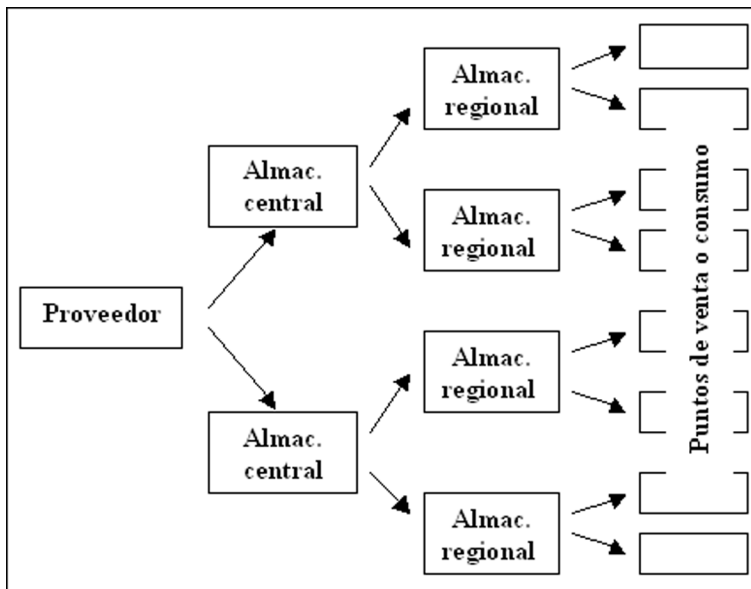 Proveedor
Almac.
central
Almac.
central
Almac.
regional
Almac.
regional
Almac.
regional
Almac.
regional
Puntos de venta o consumo